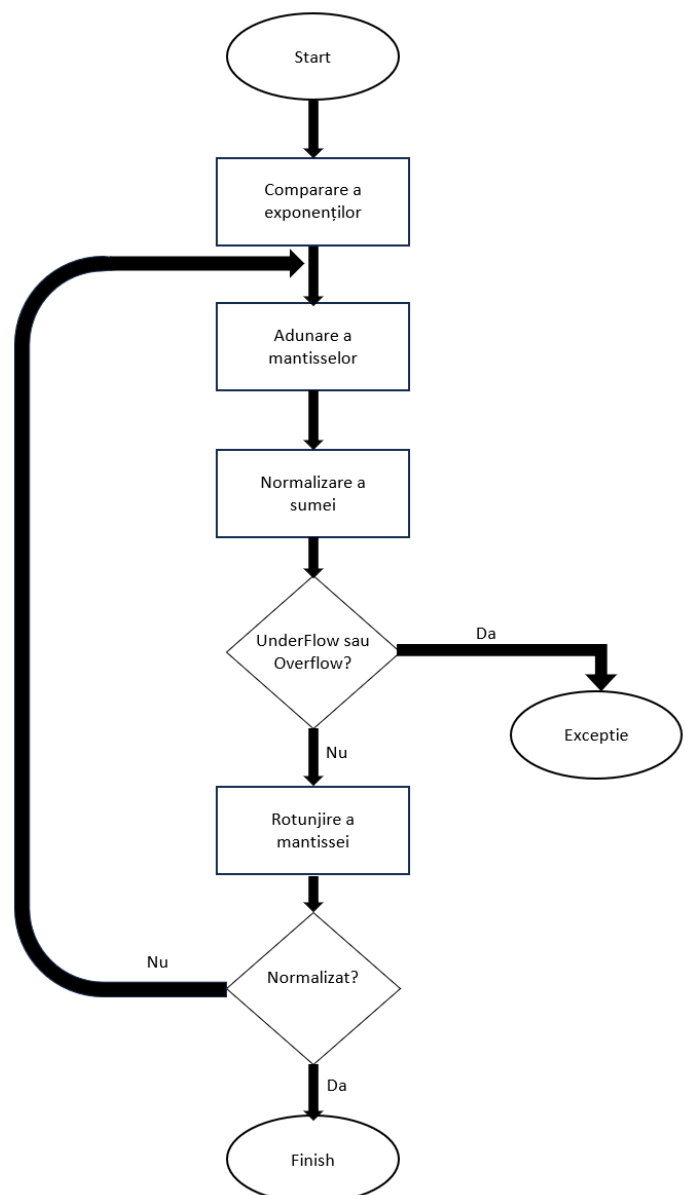 Start
Comparare a
exponenților
Adunare a
mantisselor
Normalizare a
sumei
UnderFlow sau
Overflow?
Da
Exceptie
Nu
Rotunjire a
mantissei
Nu
Normalizat?
Da
Finish